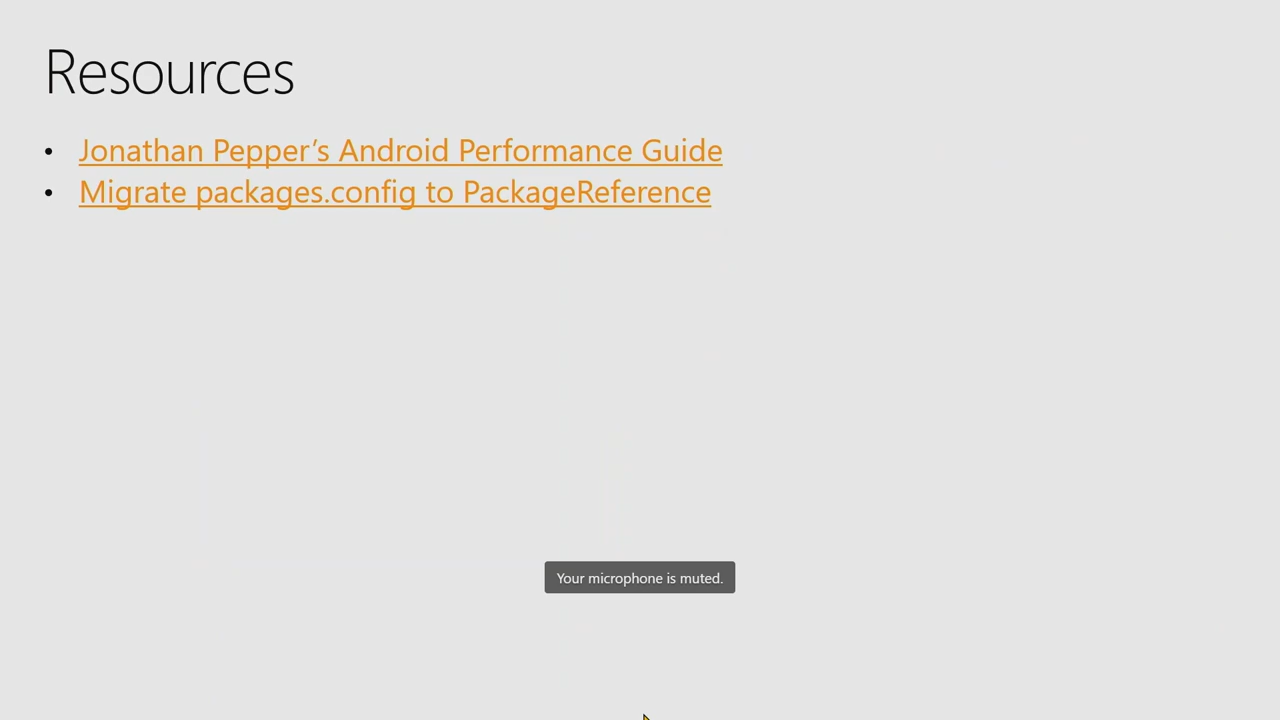 Resources
• Jonathan Pepper’s Android Performance Guide
• Migrate packages.config to PackageReference
Your microphone is muted.